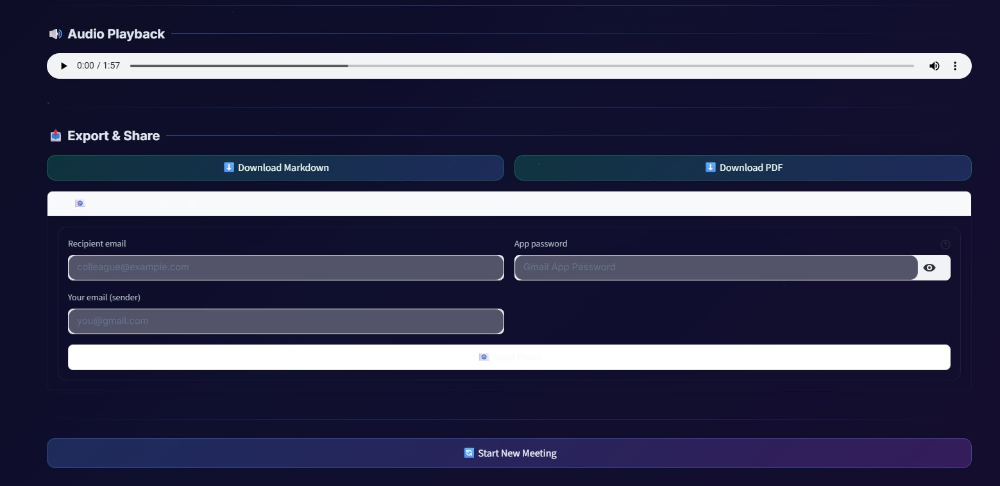 Audio Playback
0:00 / 1:57
Export & Share
Download Markdown
Download PDF
Recipient email
App password
colleague@example.com
Gmail App Password
Your email (sender)
you@gmail.com
Send Email
Start New Meeting